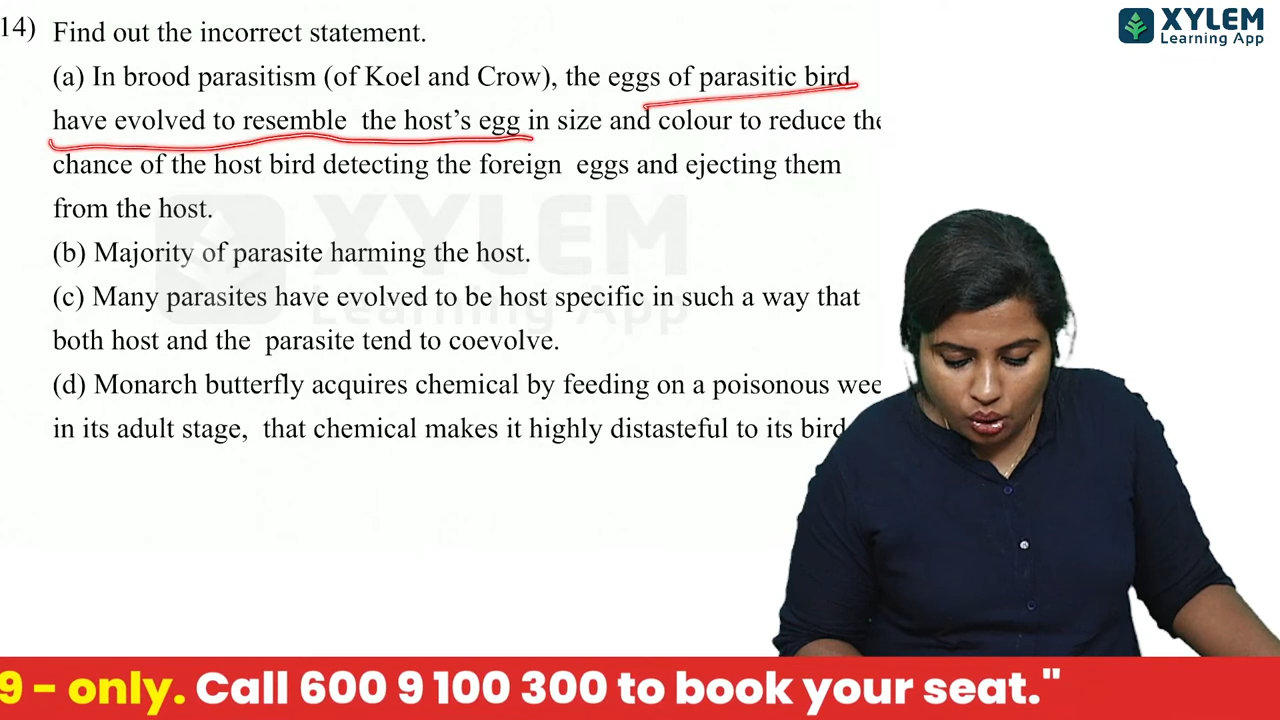 XYLEM
Learning App
14) Find out the incorrect statement.
(a) In brood parasitism (of Koel and Crow), the eggs of parasitic bird
have evolved to resemble the host's egg in size and colour to reduce the
chance of the host bird detecting the foreign eggs and ejecting them
from the host.
(b) Majority of parasite harming the host.
(c) Many parasites have evolved to be host specific in such a way that
both host and the parasite tend to coevolve.
(d) Monarch butterfly acquires chemical by feeding on a poisonous wee
in its adult stage, that chemical makes it highly distasteful to its bird
XYLEM
Learning App
9 - only. Call 600 9 100 300 to book your seat."